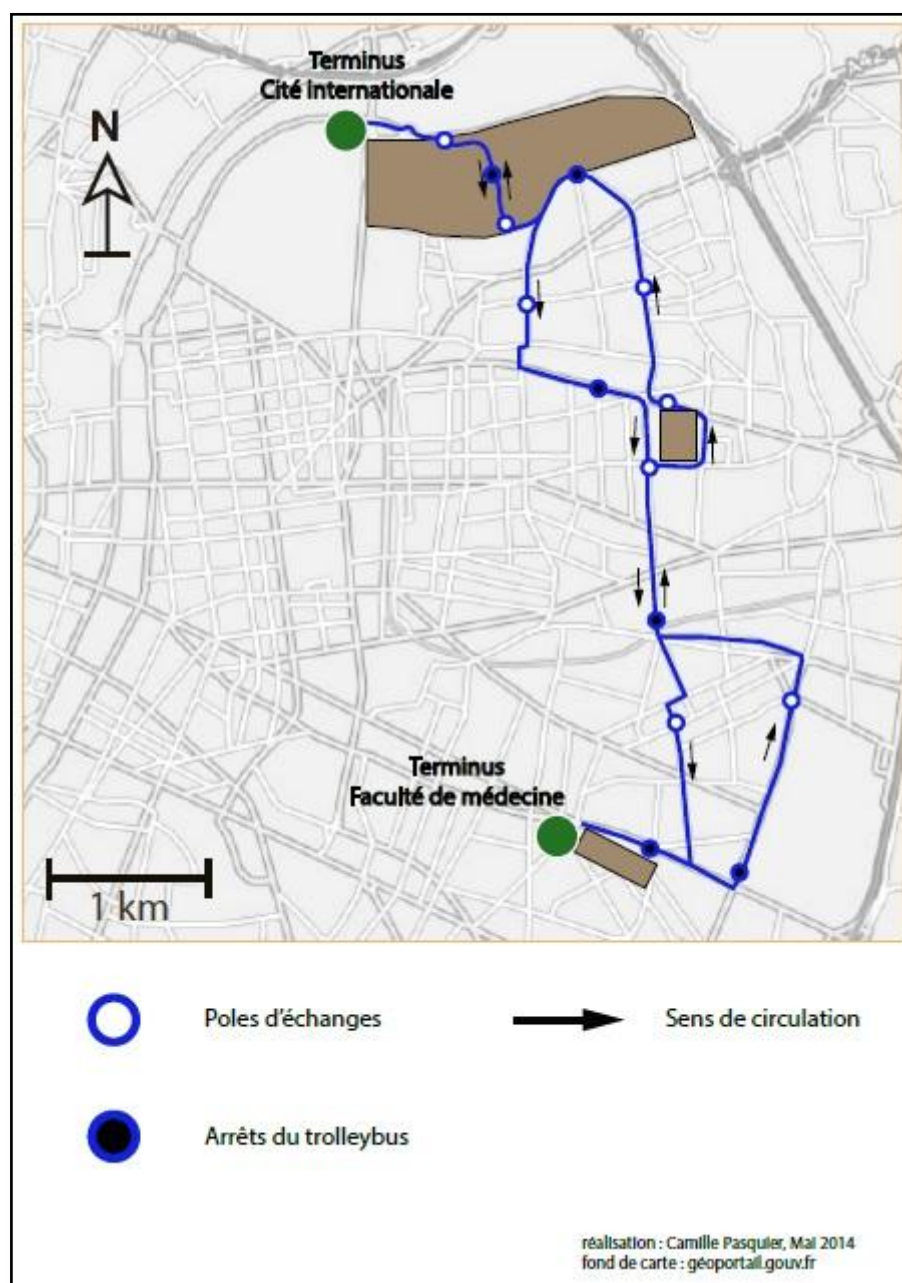 Terminus
Cité internationale
N
Terminus
Faculté de médecine
1 km
Poles d'échanges
Sens de circulation
Arrêts du trolleybus
réalisation : Camille Pasquier, Mai 2014
fond de carte : géoportail.gouv.fr